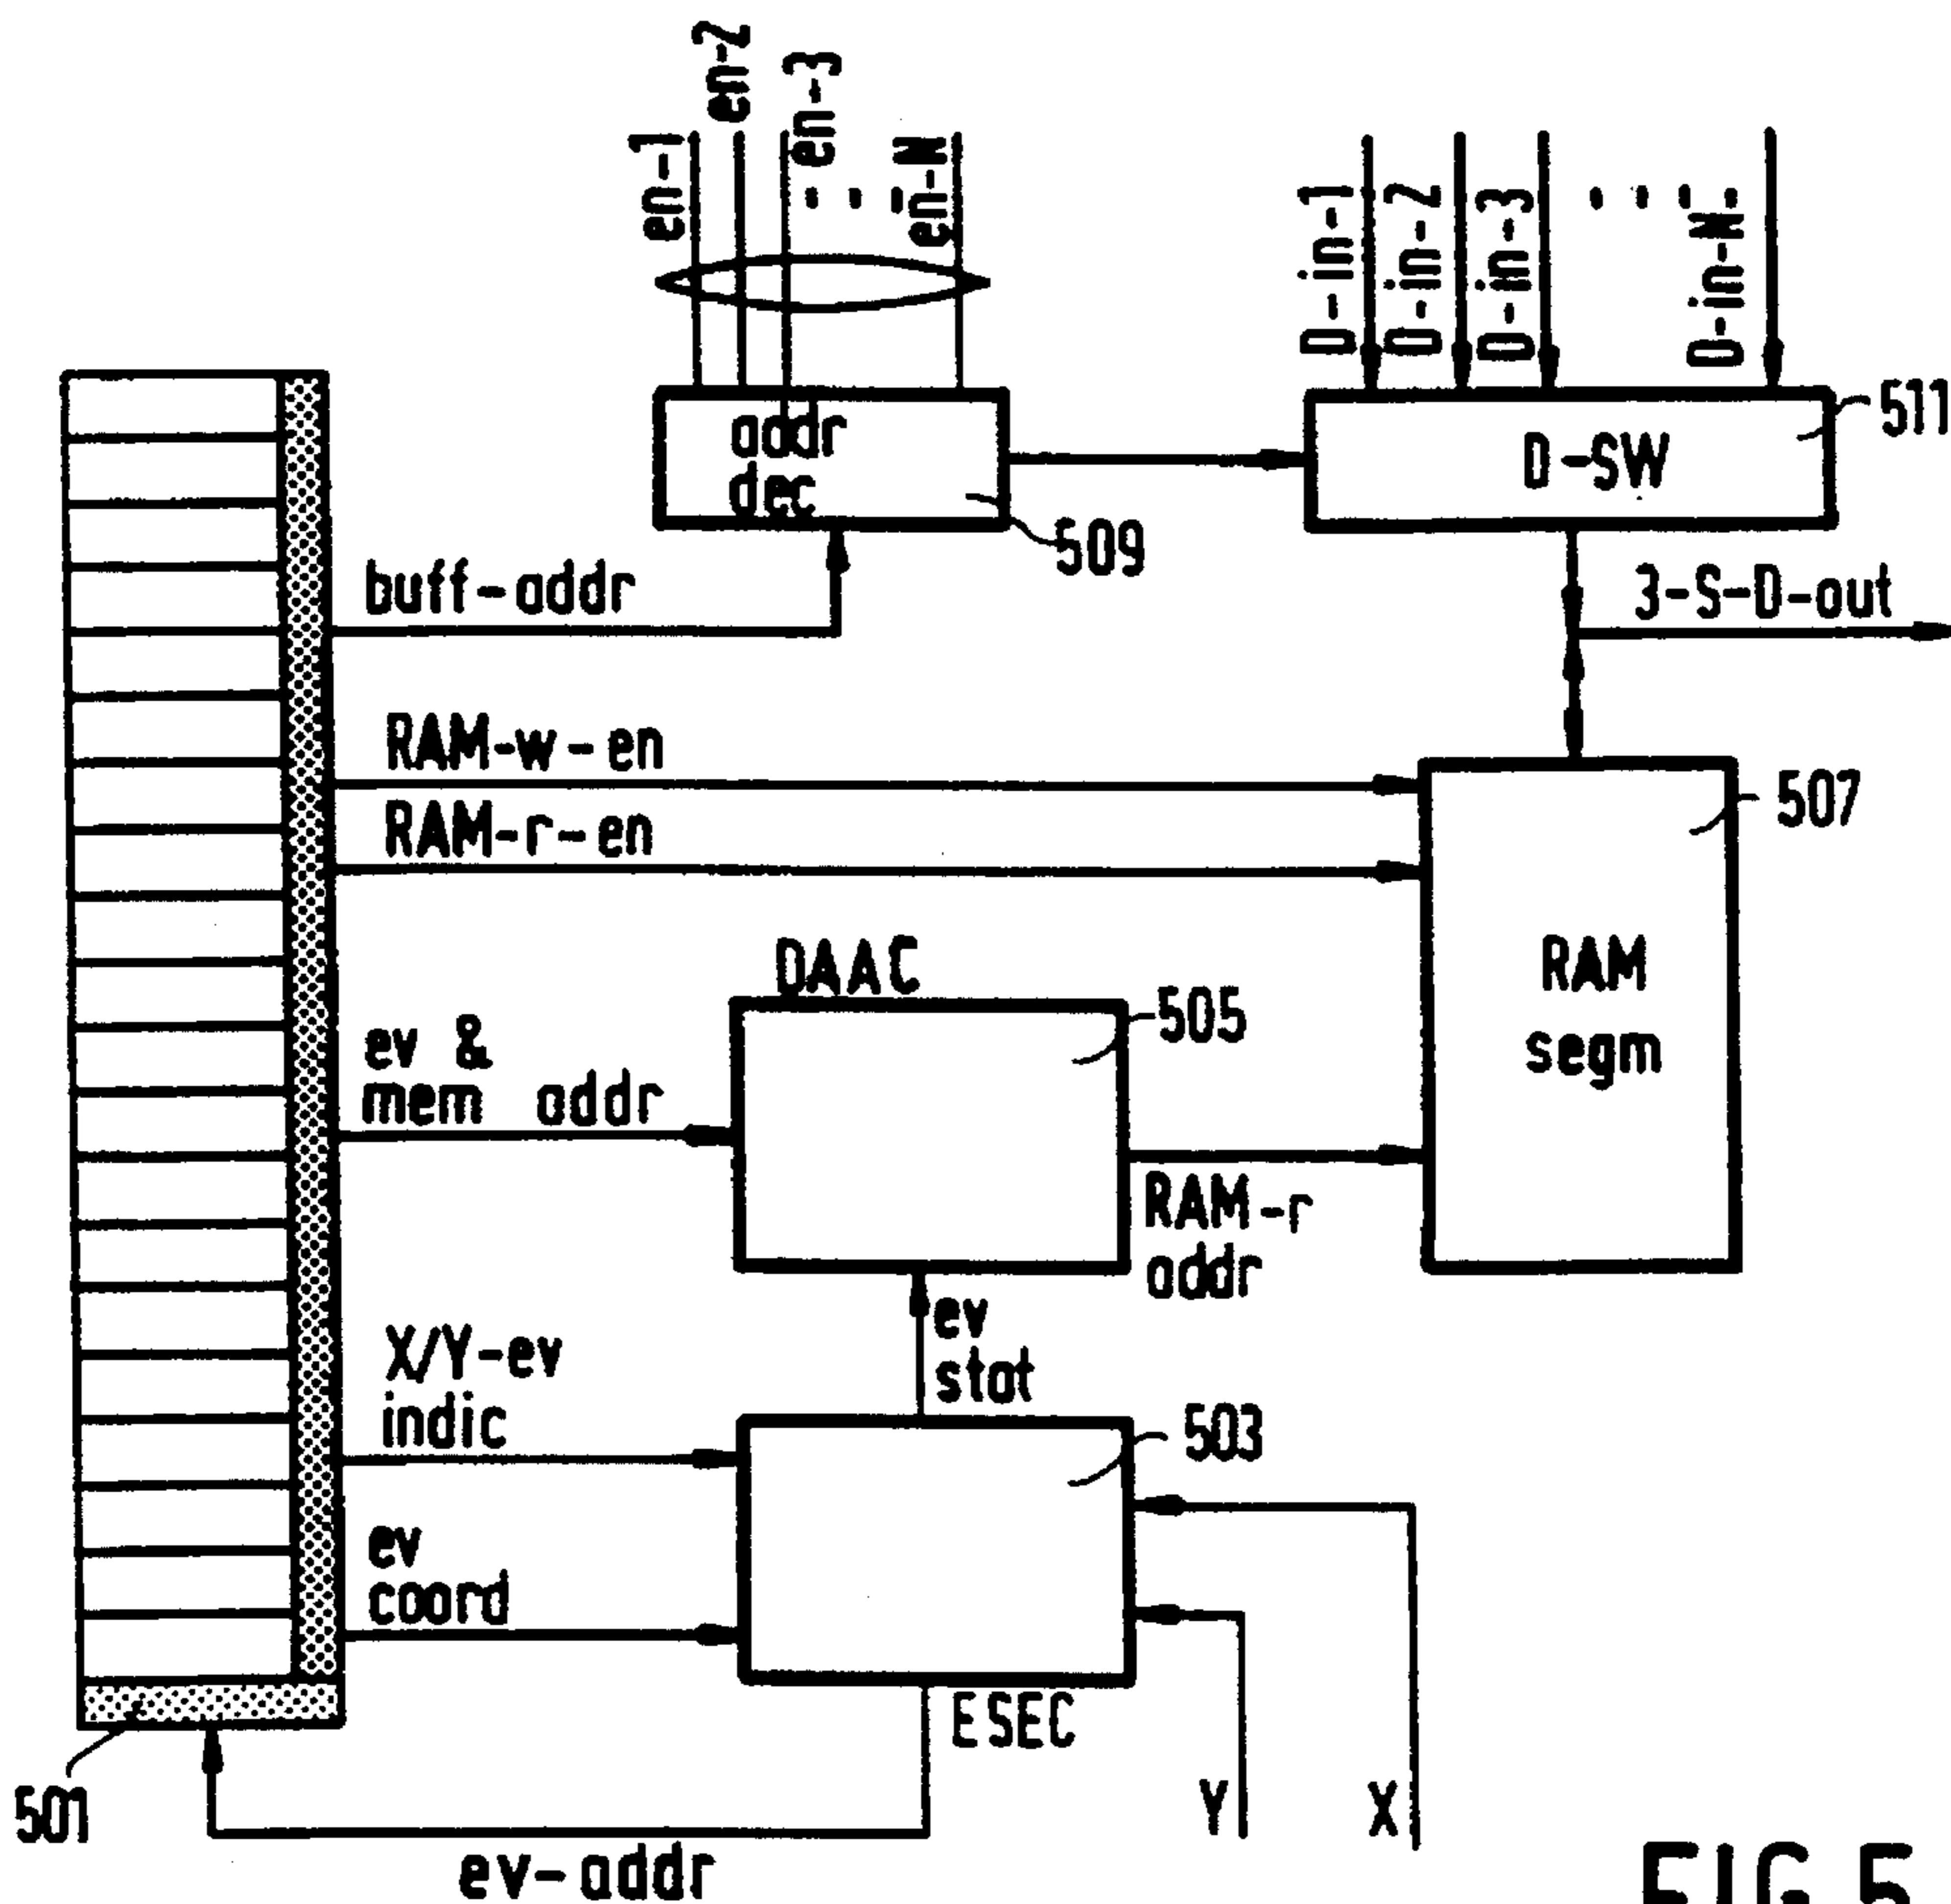 en-1
en-2
en-3
en-N
D-in-1
D-in-2
D-in-3
D-in-N
addr
dec
509
D-SW
511
buff-addr
3-S-D-out
RAM-w-en
RAM-r-en
507
RAM
segm
DAAC
505
ev &
mem addr
RAM-r
addr
ev
stat
X/Y-ev
indic
503
ev
coord
ESEC
Y
X
501
ev-addr
FIG.5